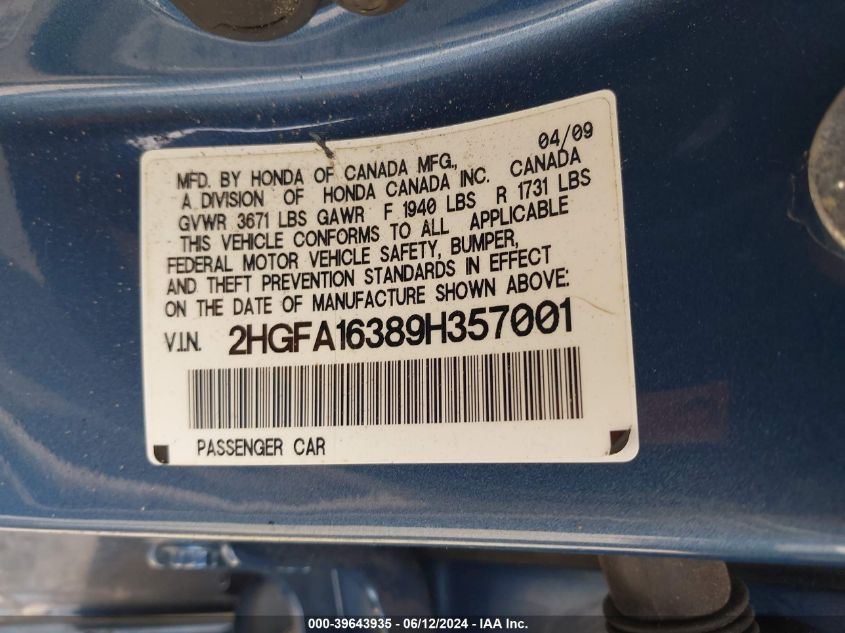 04/09
MFD. BY HONDA OF CANADA MFG.,
A DIVISION OF HONDA CANADA INC. CANADA
GVWR 3671 LBS GAWR F 1940 LBS R 1731 LBS
THIS VEHICLE CONFORMS TO ALL APPLICABLE
FEDERAL MOTOR VEHICLE SAFETY, BUMPER,
AND THEFT PREVENTION STANDARDS IN EFFECT
ON THE DATE OF MANUFACTURE SHOWN ABOVE:
V.I.N. 2HGFA16389H357001
PASSENGER CAR
000-39643935 - 06/12/2024 - IAA Inc.